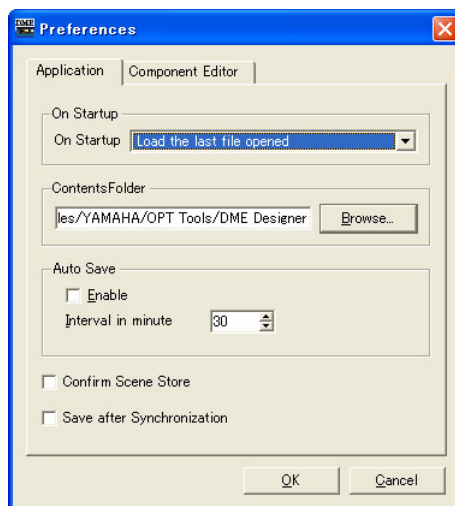 DME Preferences
Application Component Editor
On Startup
On Startup Load the last file opened
ContentsFolder
les/YAMAHA/OPT Tools/DME Designer Browse...
Auto Save
Enable
Interval in minute 30
Confirm Scene Store
Save after Synchronization
OK Cancel